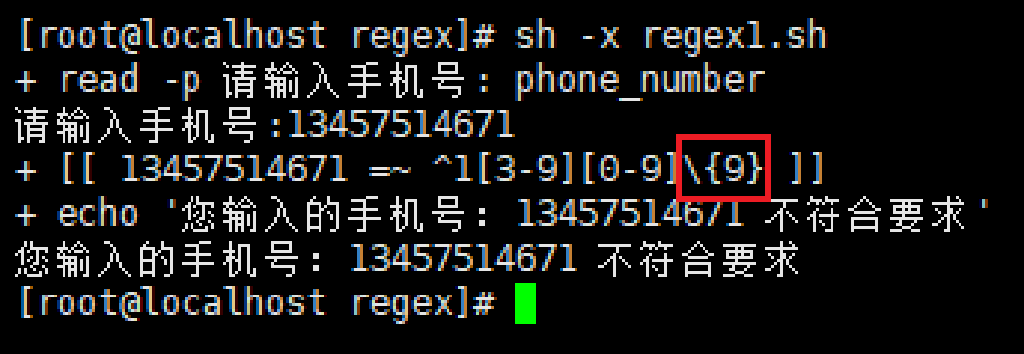 [root@localhost regex]# sh -x regex1.sh
+ read -p 请输入手机号: phone_number
请输入手机号:13457514671
+ [[ 13457514671 =~ ^1[3-9][0-9]\{9} ]]
+ echo '您输入的手机号: 13457514671 不符合要求'
您输入的手机号: 13457514671 不符合要求
[root@localhost regex]#